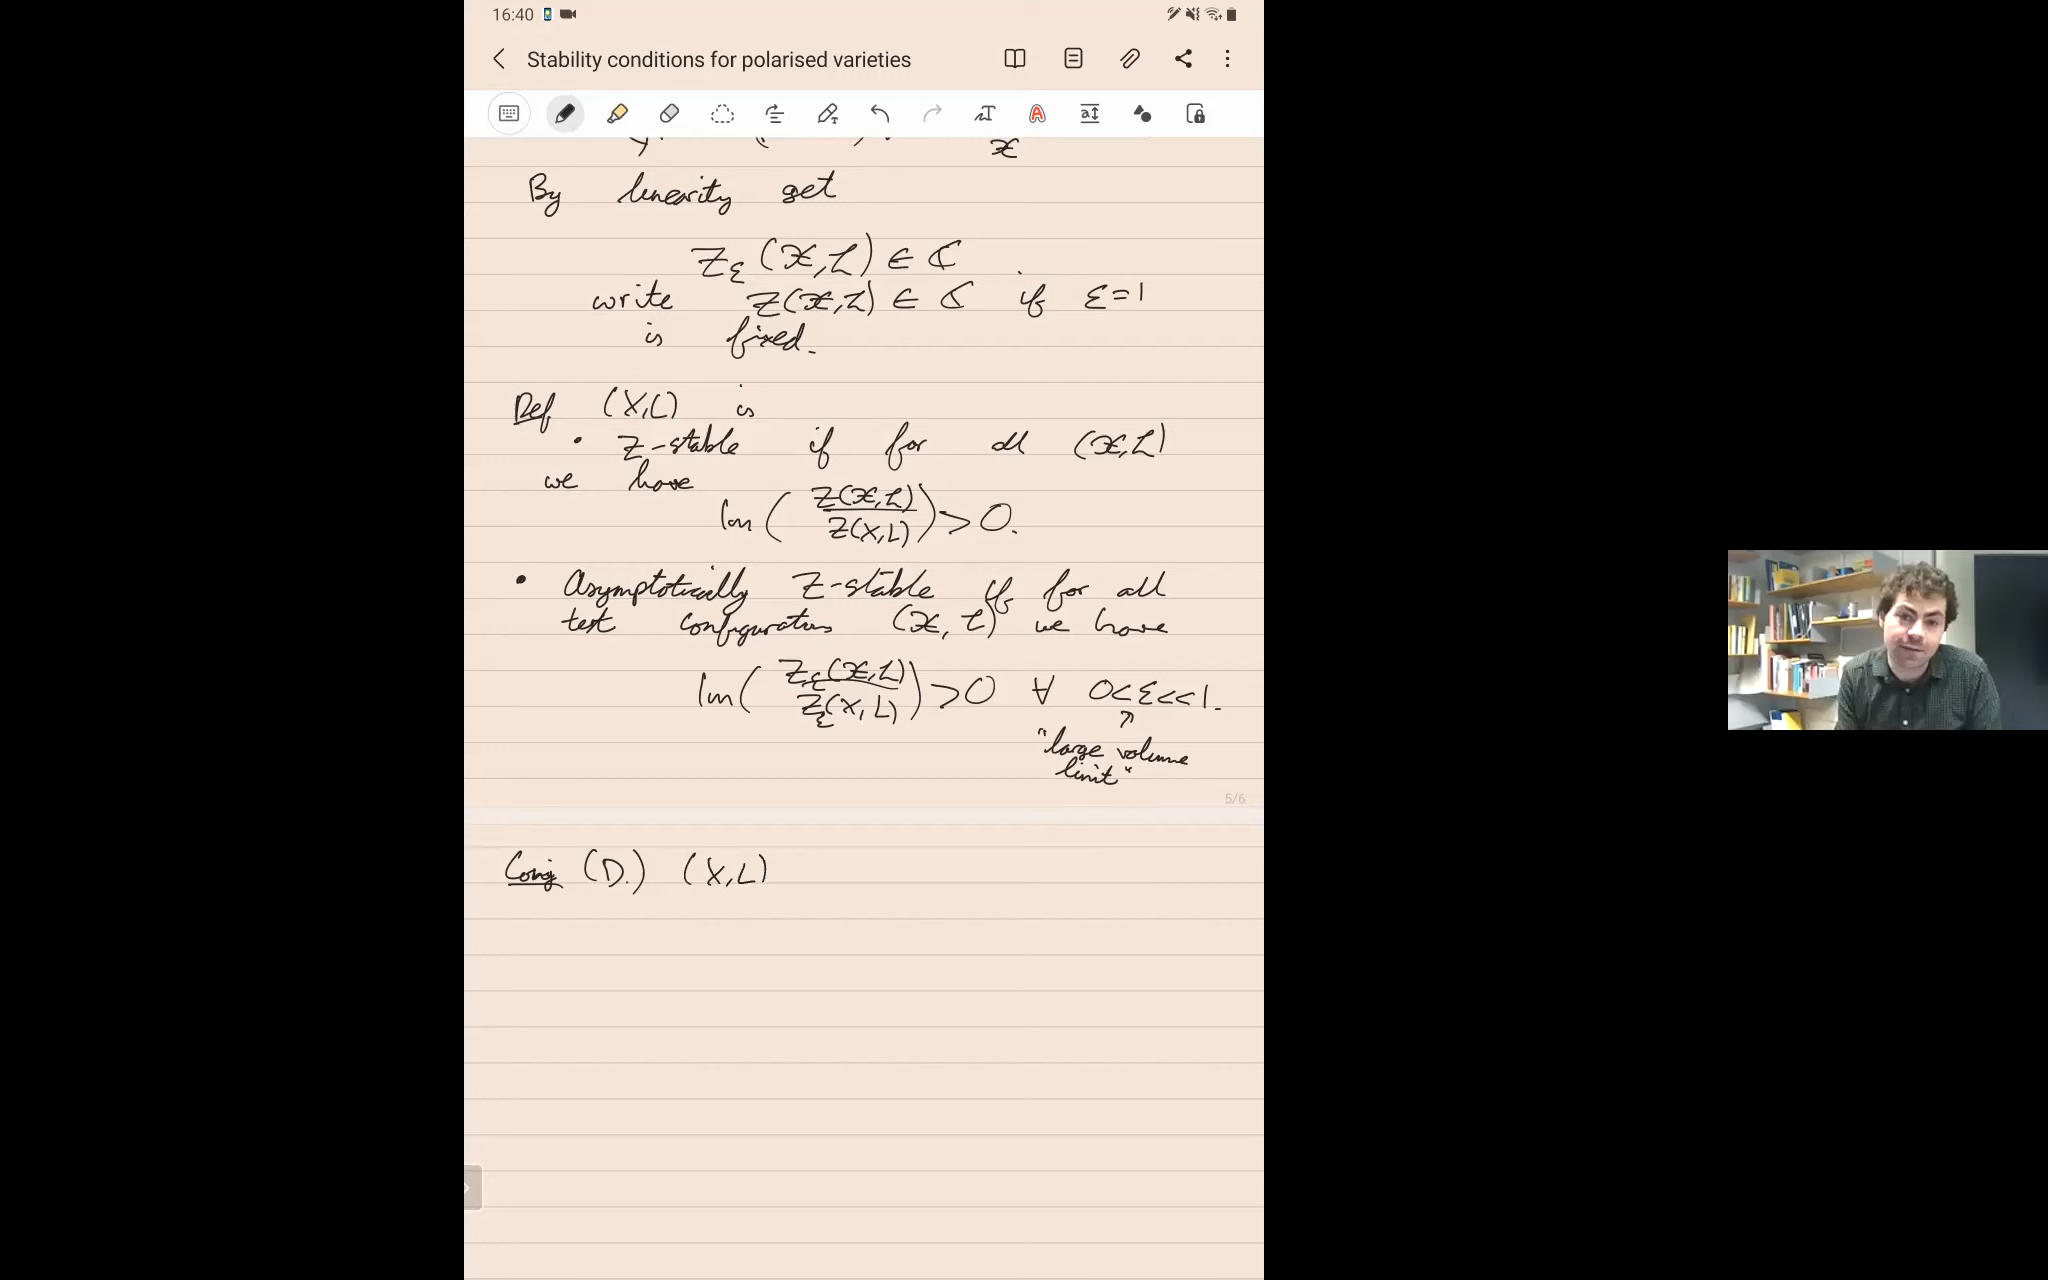 16:40
Stability conditions for polarised varieties
𝒳
By linearity get
Z_ε (𝒳,ℒ) ∈ ℂ
write Z(𝒳,ℒ) ∈ ℂ if ε=1
is fixed.
Def (X,L) is
• Z-stable if for all (𝒳,ℒ)
we have
Im ( Z(𝒳,ℒ) / Z(X,L) ) > 0.
• Asymptotically Z-stable if for all
test configurations (𝒳,ℒ) we have
Im ( Z_ε(𝒳,ℒ) / Z_ε(X,L) ) > 0 ∀ 0<ε<<1.
"large volume
limit"
5/6
Conj (D.) (X,L)